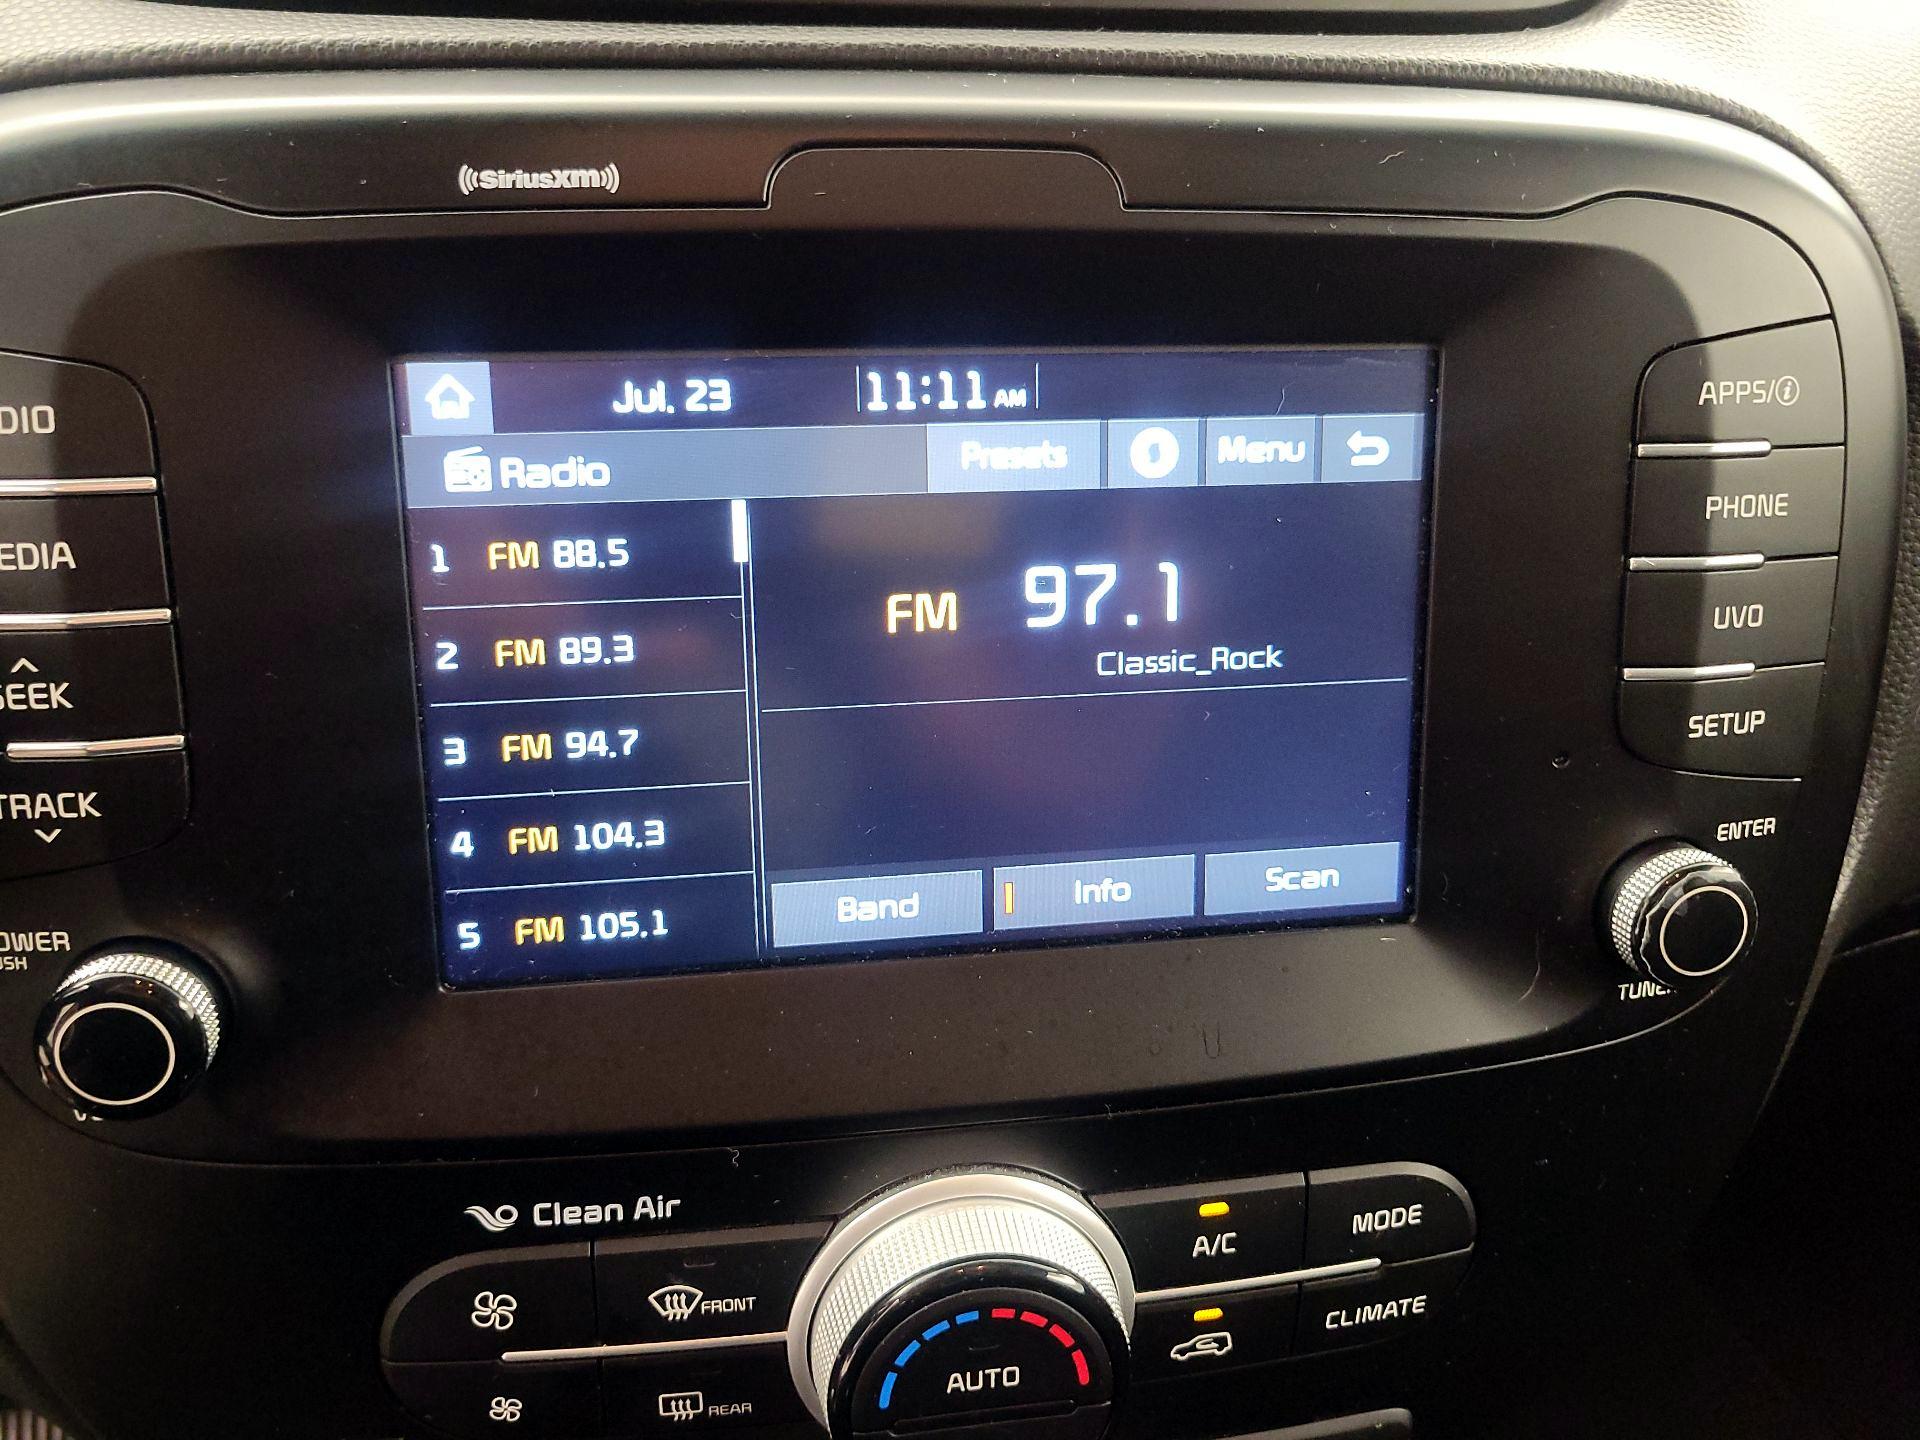 SiriusXM
Jul. 23 11:11 AM
Radio Presets Menu
1 FM 88.5
2 FM 89.3
3 FM 94.7
4 FM 104.3
5 FM 105.1
FM 97.1
Classic_Rock
Band Info Scan
DIO
EDIA
SEEK
TRACK
OWER
USH
APPS/i
PHONE
UVO
SETUP
ENTER
TUNE
Clean Air
FRONT
REAR
AUTO
A/C
MODE
CLIMATE